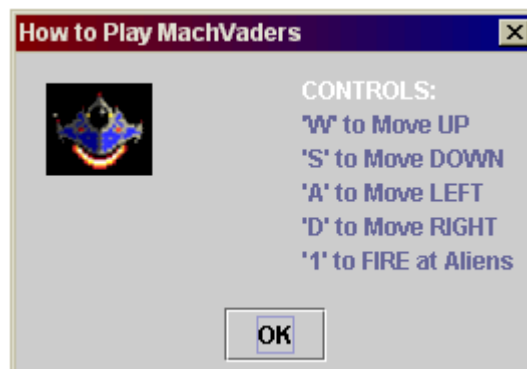 How to Play MachVaders
CONTROLS:
'W' to Move UP
'S' to Move DOWN
'A' to Move LEFT
'D' to Move RIGHT
'1' to FIRE at Aliens
OK